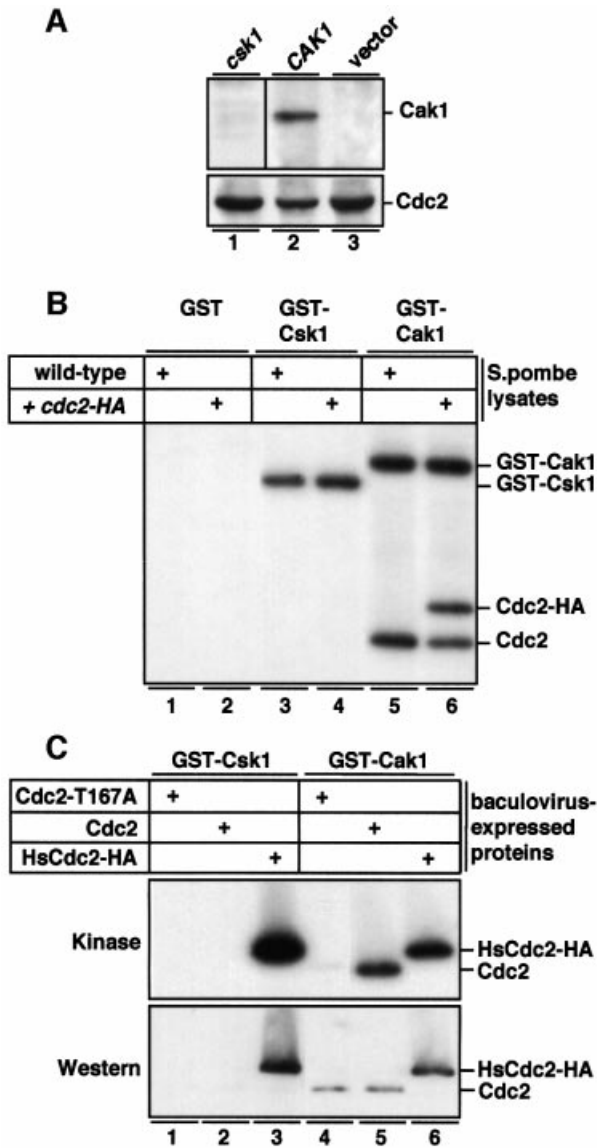 A
csk1 CAK1 vector
Cak1
Cdc2
1 2 3
B
GST GST-Csk1 GST-Cak1
wild-type + + + S.pombe
+ cdc2-HA + + + lysates
GST-Cak1
GST-Csk1
Cdc2-HA
Cdc2
1 2 3 4 5 6
C
GST-Csk1 GST-Cak1
Cdc2-T167A + + baculovirus-
Cdc2 + + expressed
HsCdc2-HA + + proteins
Kinase
HsCdc2-HA
Cdc2
Western
HsCdc2-HA
Cdc2
1 2 3 4 5 6